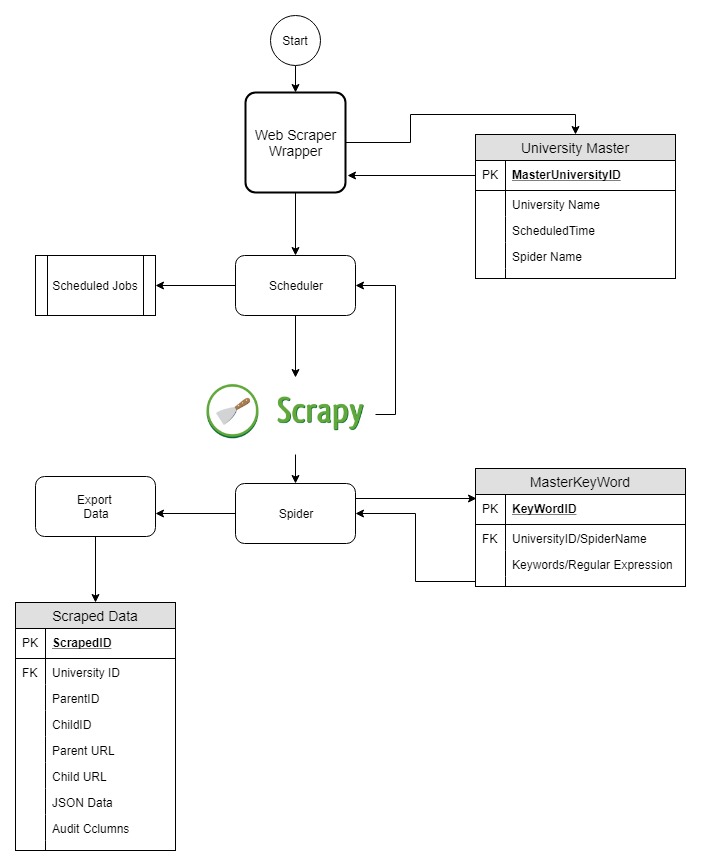 Start
Web Scraper
Wrapper
University Master
PK MasterUniversityID
University Name
ScheduledTime
Spider Name
Scheduled Jobs
Scheduler
Scrapy
Export
Data
Spider
MasterKeyWord
PK KeyWordID
FK UniversityID/SpiderName
Keywords/Regular Expression
Scraped Data
PK ScrapedID
FK University ID
ParentID
ChildID
Parent URL
Child URL
JSON Data
Audit Cclumns